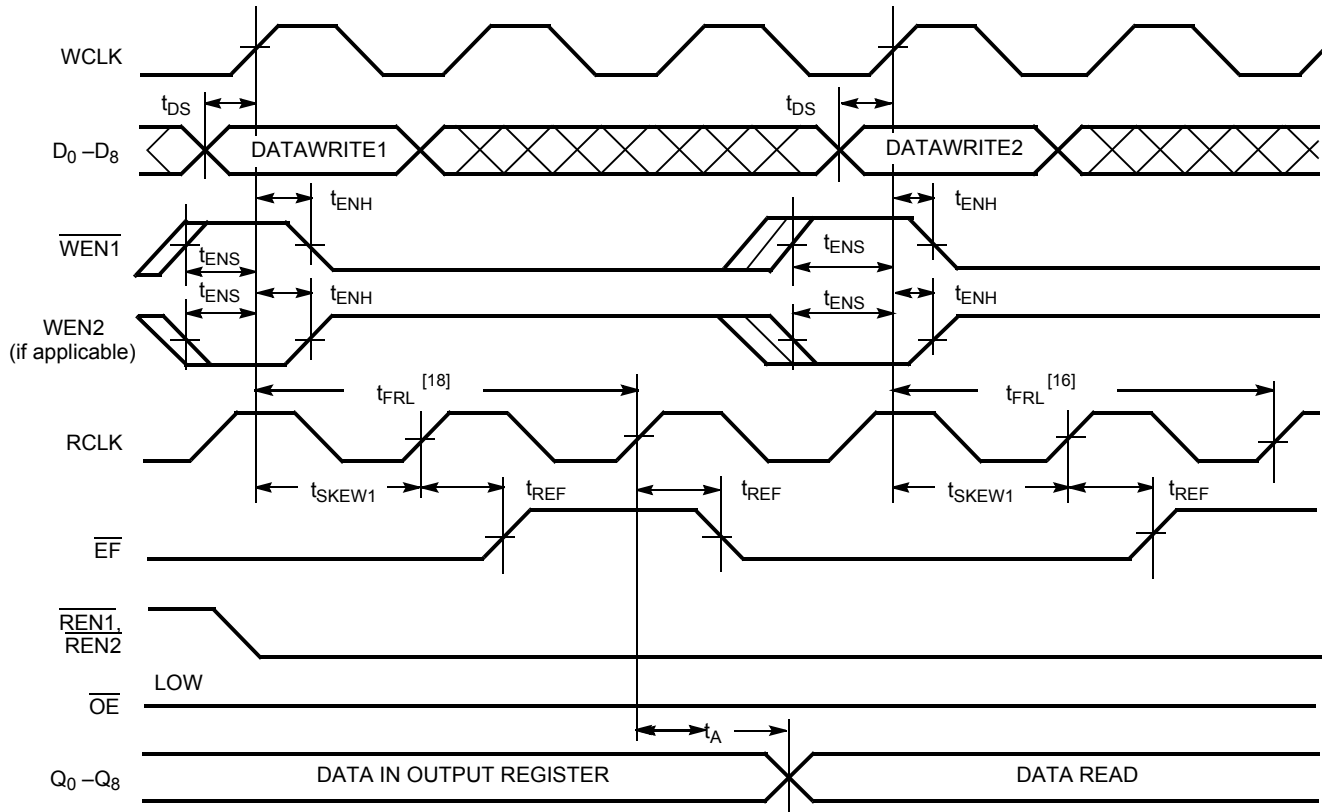 WCLK
tDS
tDS
D0 –D8
DATAWRITE1
DATAWRITE2
tENH
tENH
WEN1
tENS
tENS
tENS
tENH
tENS
tENH
WEN2
(if applicable)
tFRL [18]
tFRL [16]
RCLK
tSKEW1
tREF
tREF
tSKEW1
tREF
EF
REN1,
REN2
LOW
OE
tA
Q0 –Q8
DATA IN OUTPUT REGISTER
DATA READ